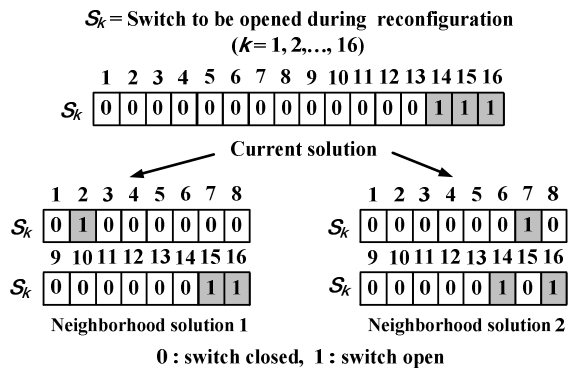 Sk = Switch to be opened during reconfiguration
(k = 1, 2,..., 16)
1 2 3 4 5 6 7 8 9 10 11 12 13 14 15 16
Sk 0 0 0 0 0 0 0 0 0 0 0 0 0 1 1 1
Current solution
1 2 3 4 5 6 7 8
Sk 0 1 0 0 0 0 0 0
9 10 11 12 13 14 15 16
Sk 0 0 0 0 0 0 1 1
Neighborhood solution 1
1 2 3 4 5 6 7 8
Sk 0 0 0 0 0 0 1 0
9 10 11 12 13 14 15 16
Sk 0 0 0 0 0 1 0 1
Neighborhood solution 2
0 : switch closed, 1 : switch open